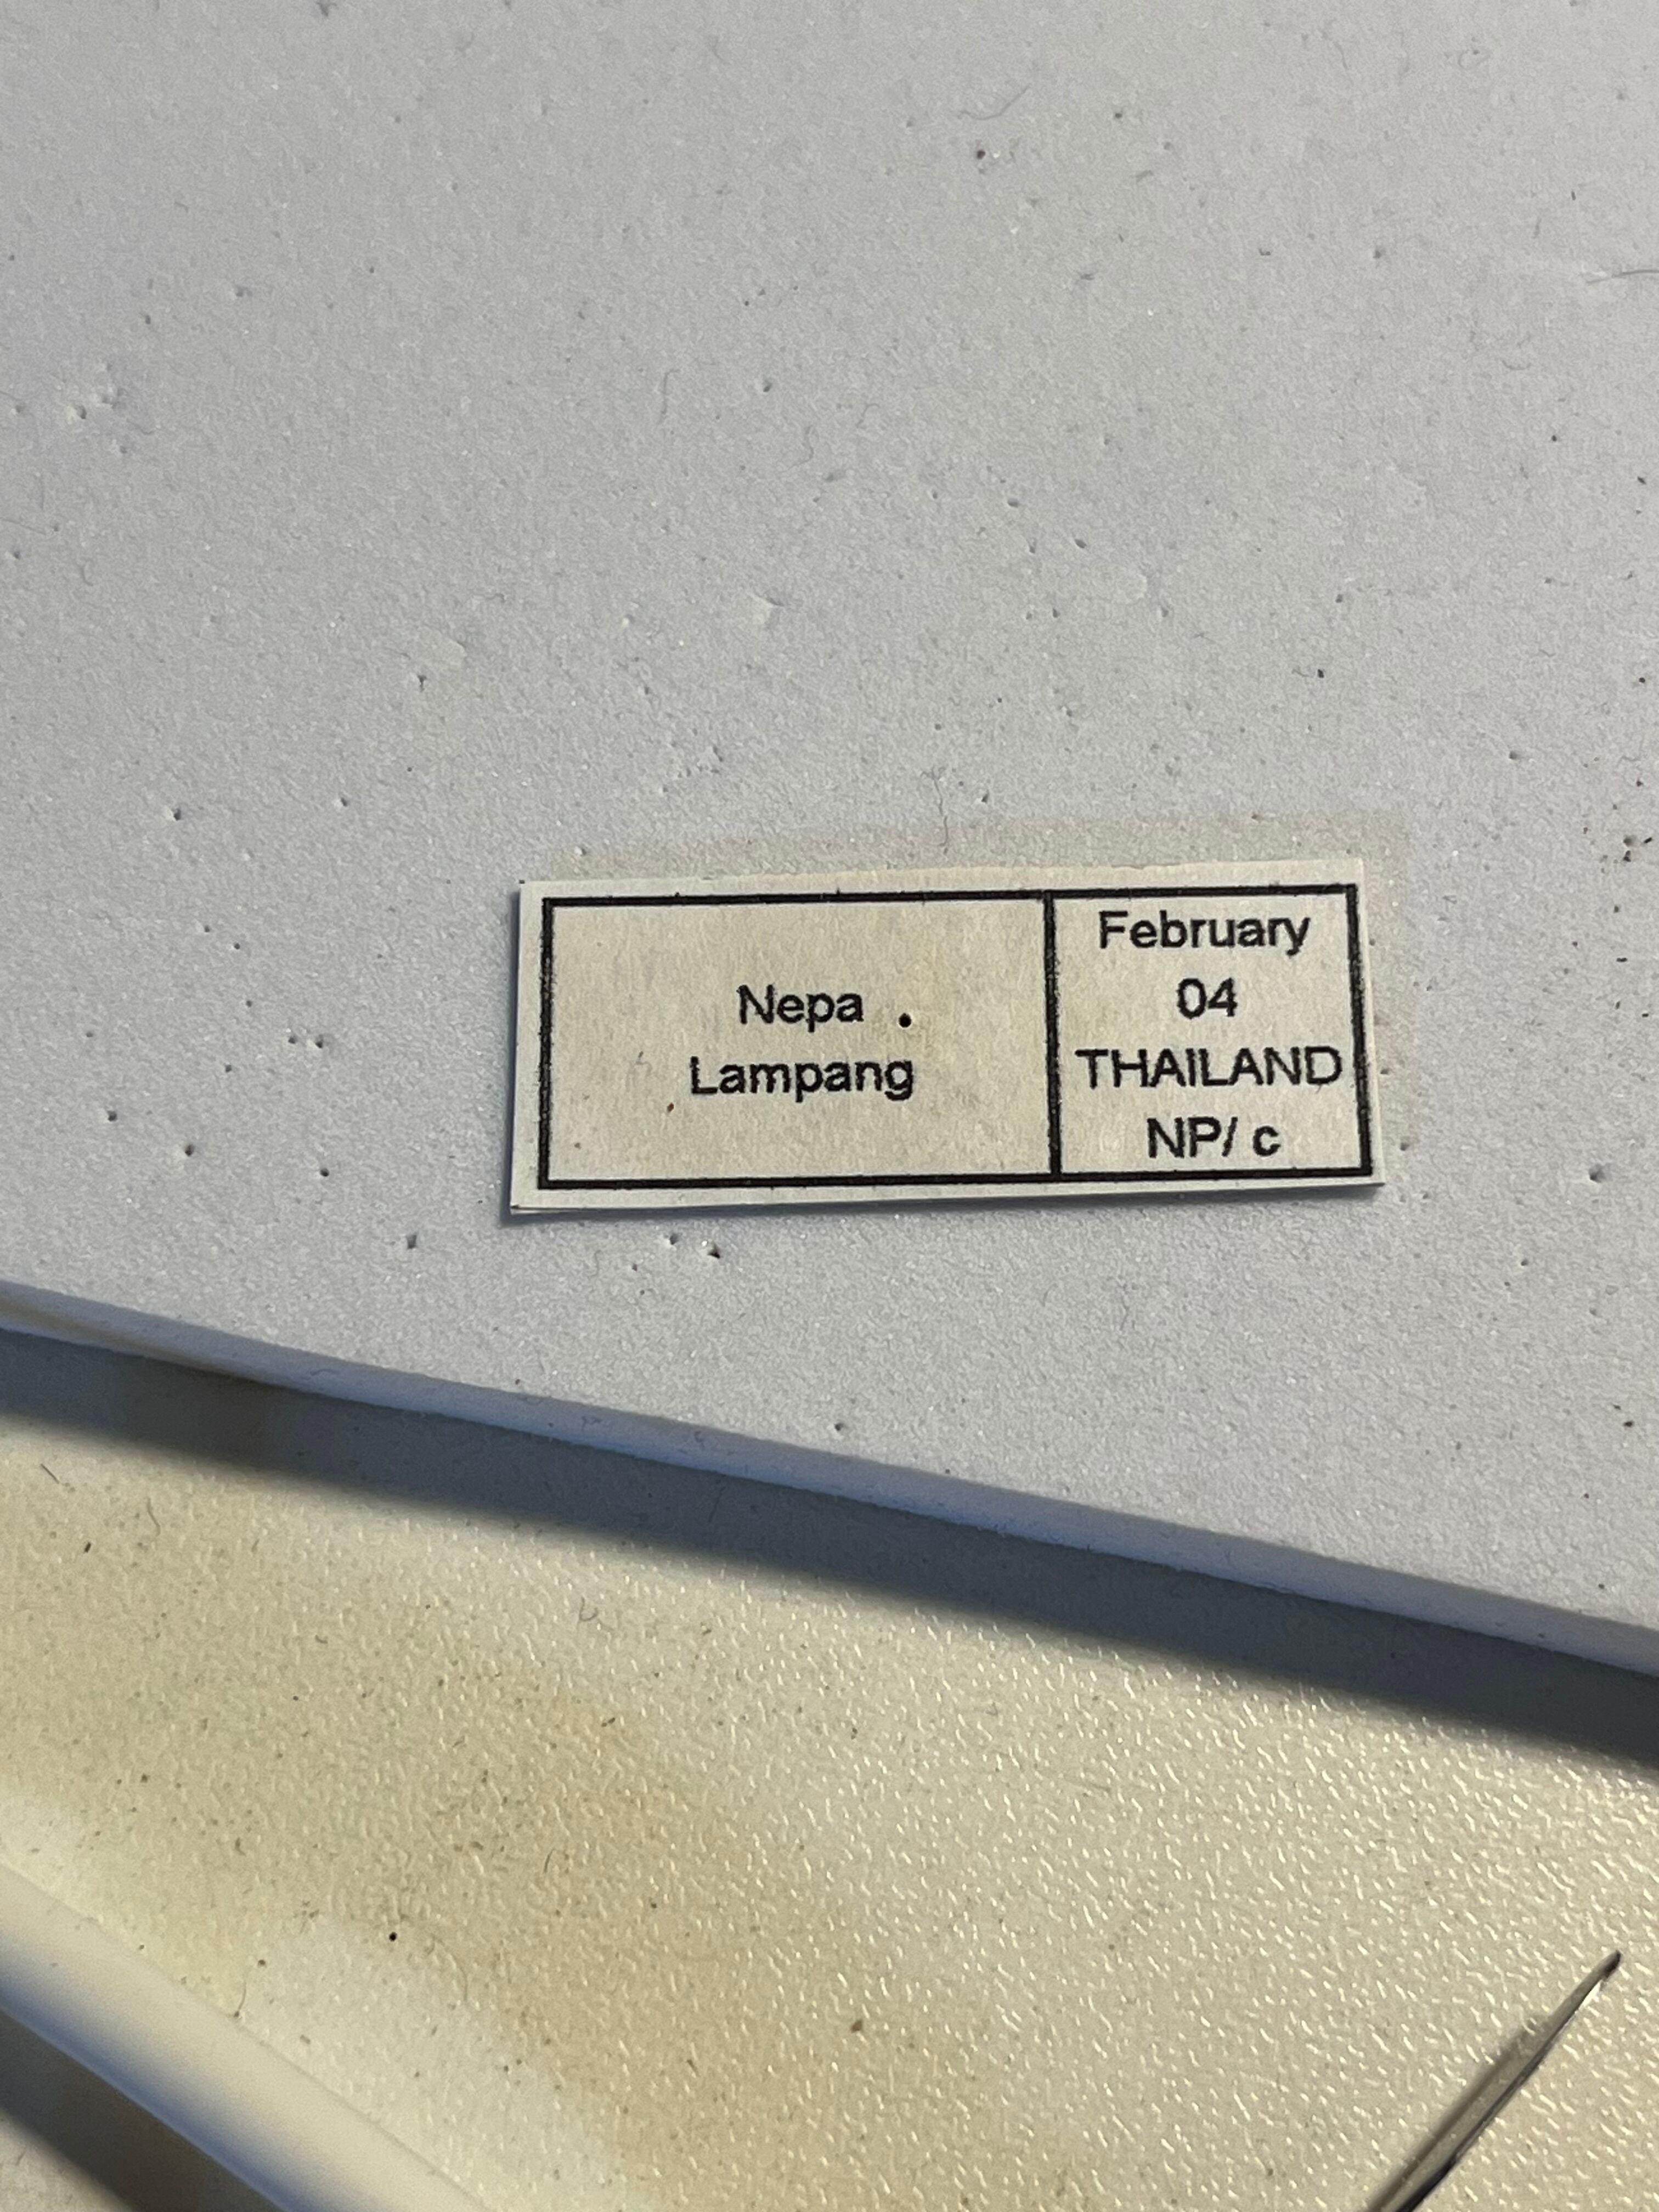 Nepa
Lampang
February
04
THAILAND
NP/ c